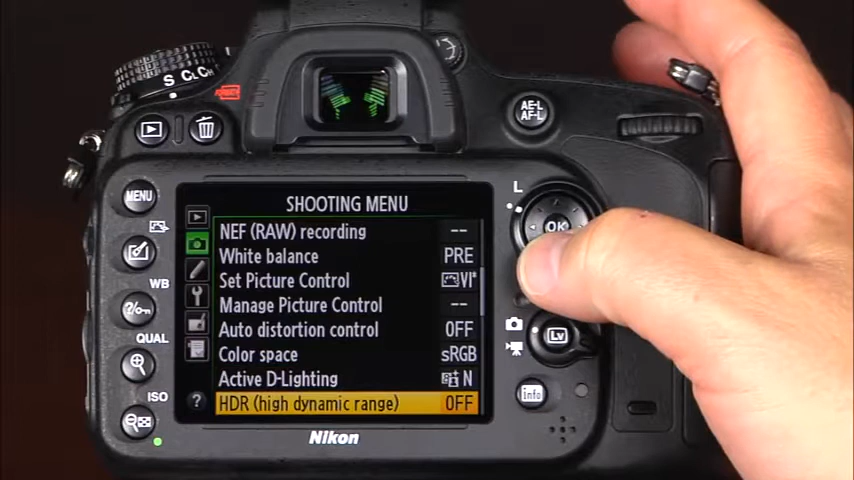 S CL CH
FORMAT
AE-L
AF-L
MENU
L
OK
SHOOTING MENU
NEF (RAW) recording --
White balance PRE
WB
Set Picture Control VI*
Manage Picture Control --
?/
QUAL
Auto distortion control OFF
Lv
Color space sRGB
Active D-Lighting N
ISO
info
? HDR (high dynamic range) OFF
Nikon